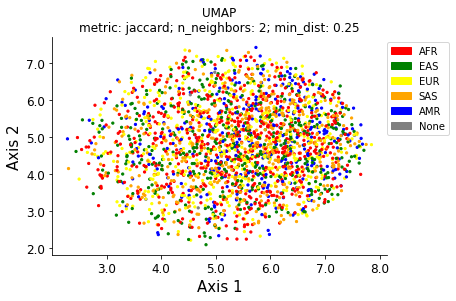 UMAP
metric: jaccard; n_neighbors: 2; min_dist: 0.25
AFR
EAS
EUR
SAS
AMR
None
Axis 2
7.0
6.0
5.0
4.0
3.0
2.0
3.0 4.0 5.0 6.0 7.0 8.0
Axis 1